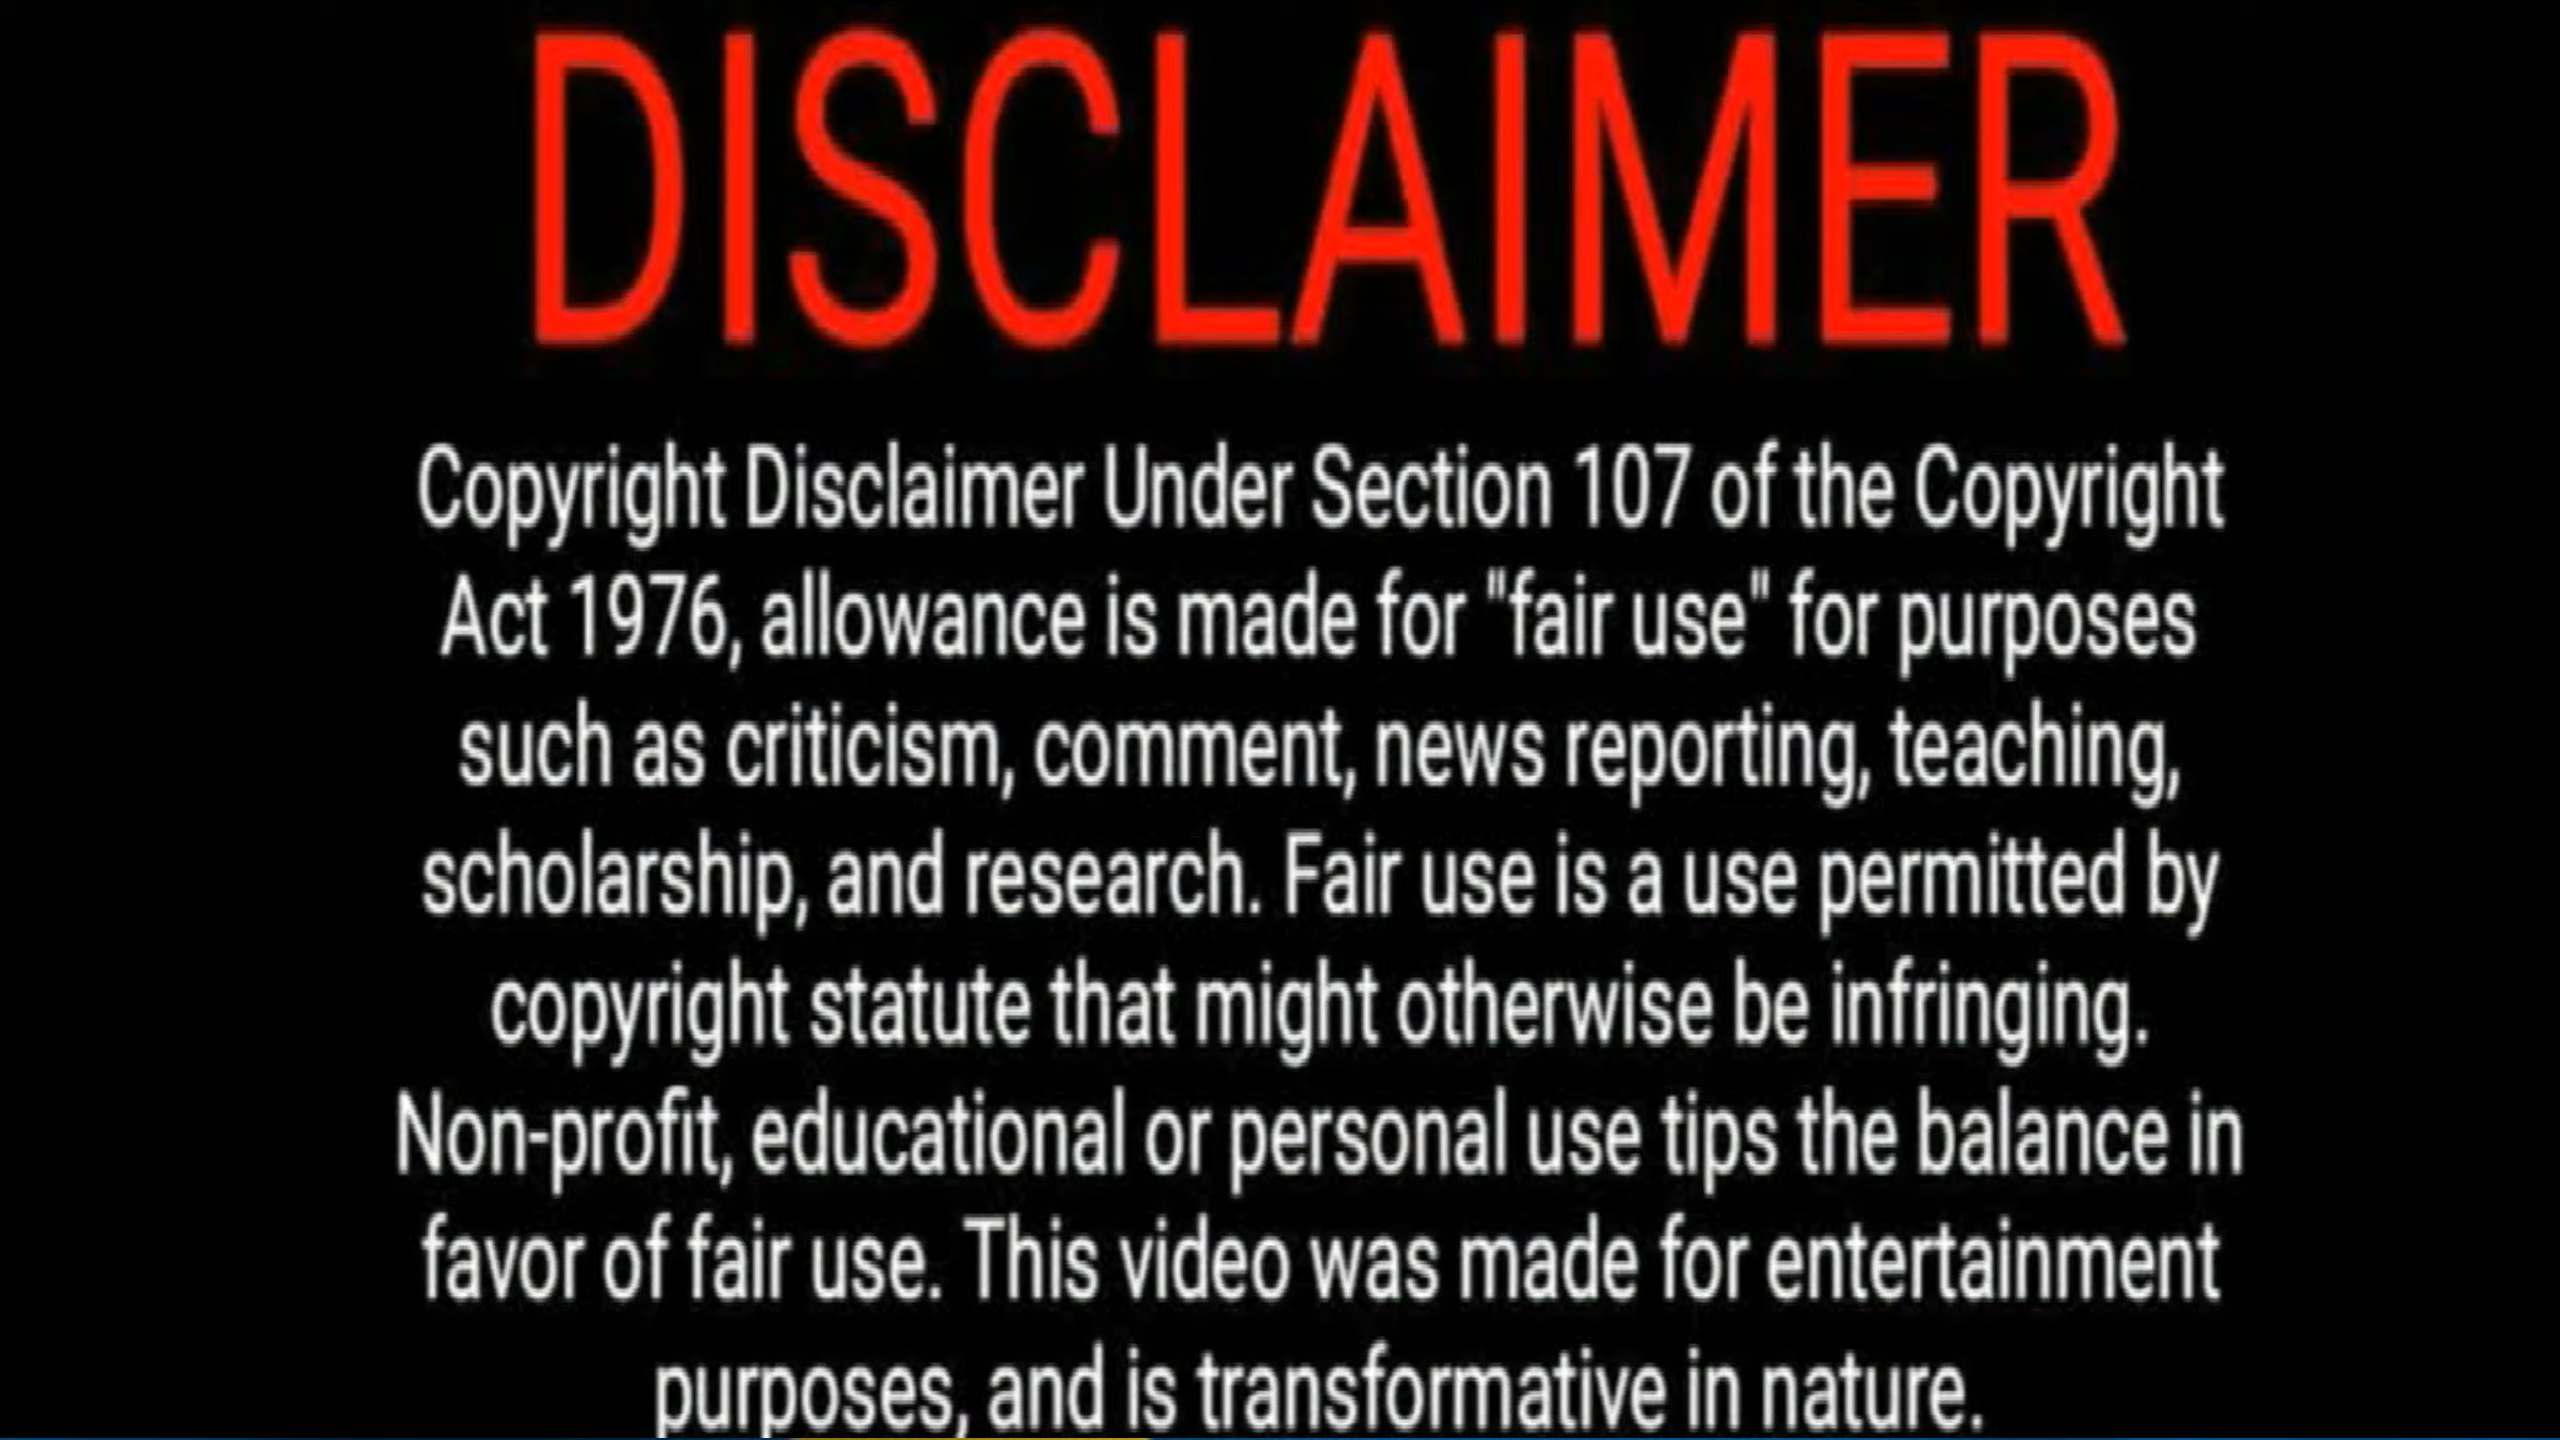 DISCLAIMER
Copyright Disclaimer Under Section 107 of the Copyright
Act 1976, allowance is made for "fair use" for purposes
such as criticism, comment, news reporting, teaching,
scholarship, and research. Fair use is a use permitted by
copyright statute that might otherwise be infringing.
Non-profit, educational or personal use tips the balance in
favor of fair use. This video was made for entertainment
purposes, and is transformative in nature.